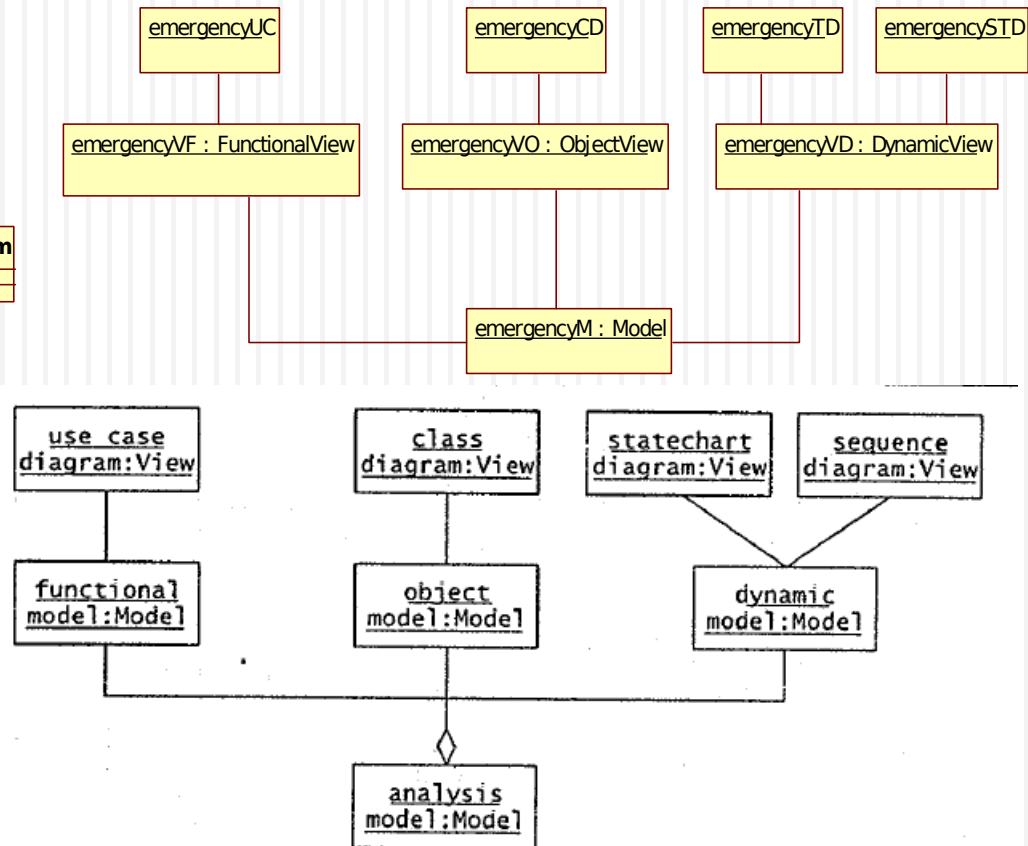 emergencyUC
emergencyCD
emergencyTD
emergencySTD
emergencyVF : FunctionalView
emergencyVO : ObjectView
emergencyVD : DynamicView
m
emergencyM : Model
use case
diagram:View
class
diagram:View
statechart
diagram:View
sequence
diagram:View
functional
model:Model
object
model:Model
dynamic
model:Model
analysis
model:Model